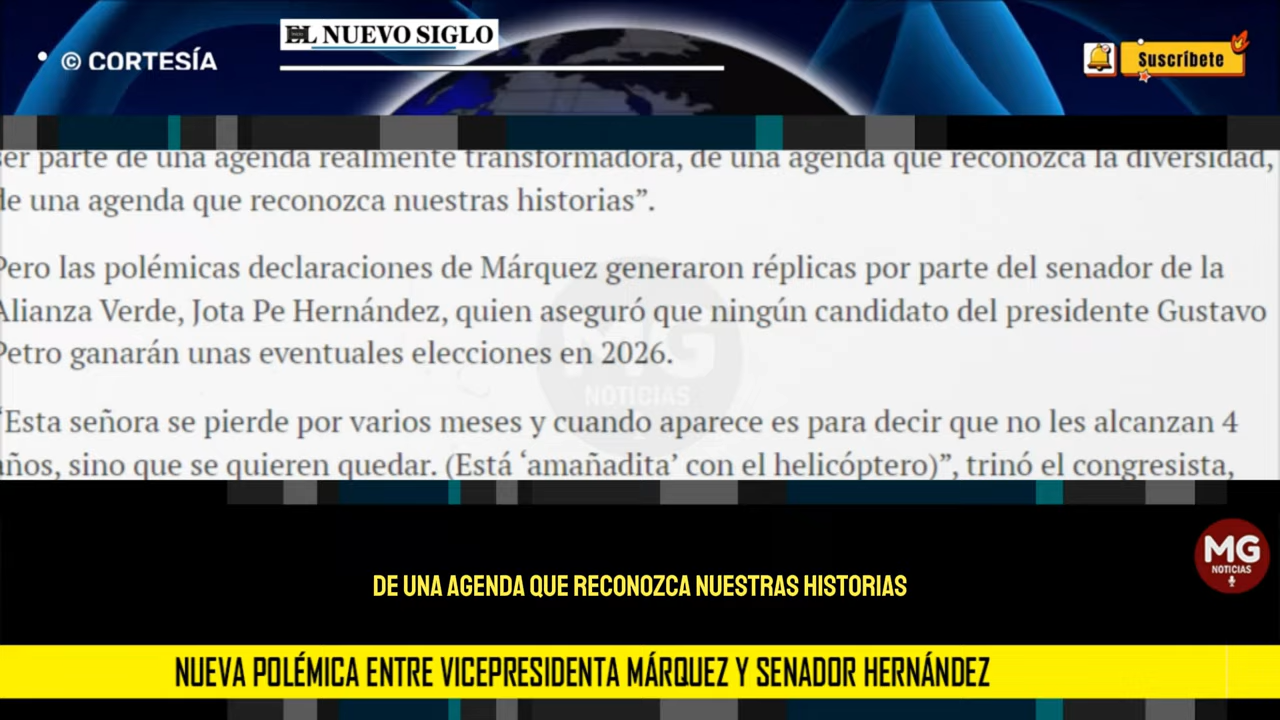 © CORTESÍA
EL NUEVO SIGLO
Suscríbete
ser parte de una agenda realmente transformadora, de una agenda que reconozca la diversidad,
de una agenda que reconozca nuestras historias”.
Pero las polémicas declaraciones de Márquez generaron réplicas por parte del senador de la
Alianza Verde, Jota Pe Hernández, quien aseguró que ningún candidato del presidente Gustavo
Petro ganarán unas eventuales elecciones en 2026.
“Esta señora se pierde por varios meses y cuando aparece es para decir que no les alcanzan 4
años, sino que se quieren quedar. (Está ‘amañadita’ con el helicóptero)”, trinó el congresista,
MG
NOTICIAS
MG
NOTICIAS
DE UNA AGENDA QUE RECONOZCA NUESTRAS HISTORIAS
NUEVA POLÉMICA ENTRE VICEPRESIDENTA MÁRQUEZ Y SENADOR HERNÁNDEZ